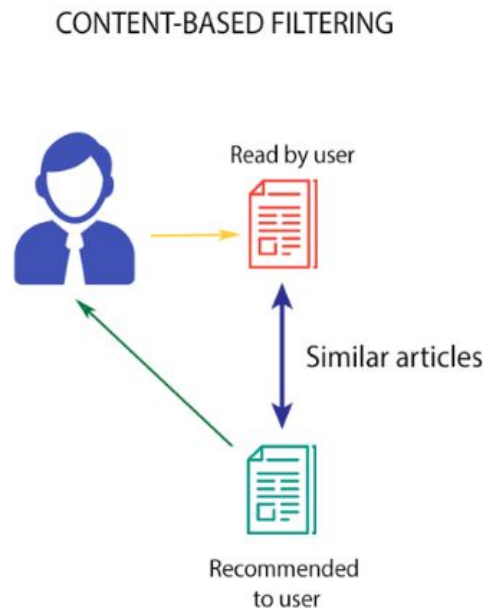 CONTENT-BASED FILTERING
Read by user
Similar articles
Recommended
to user